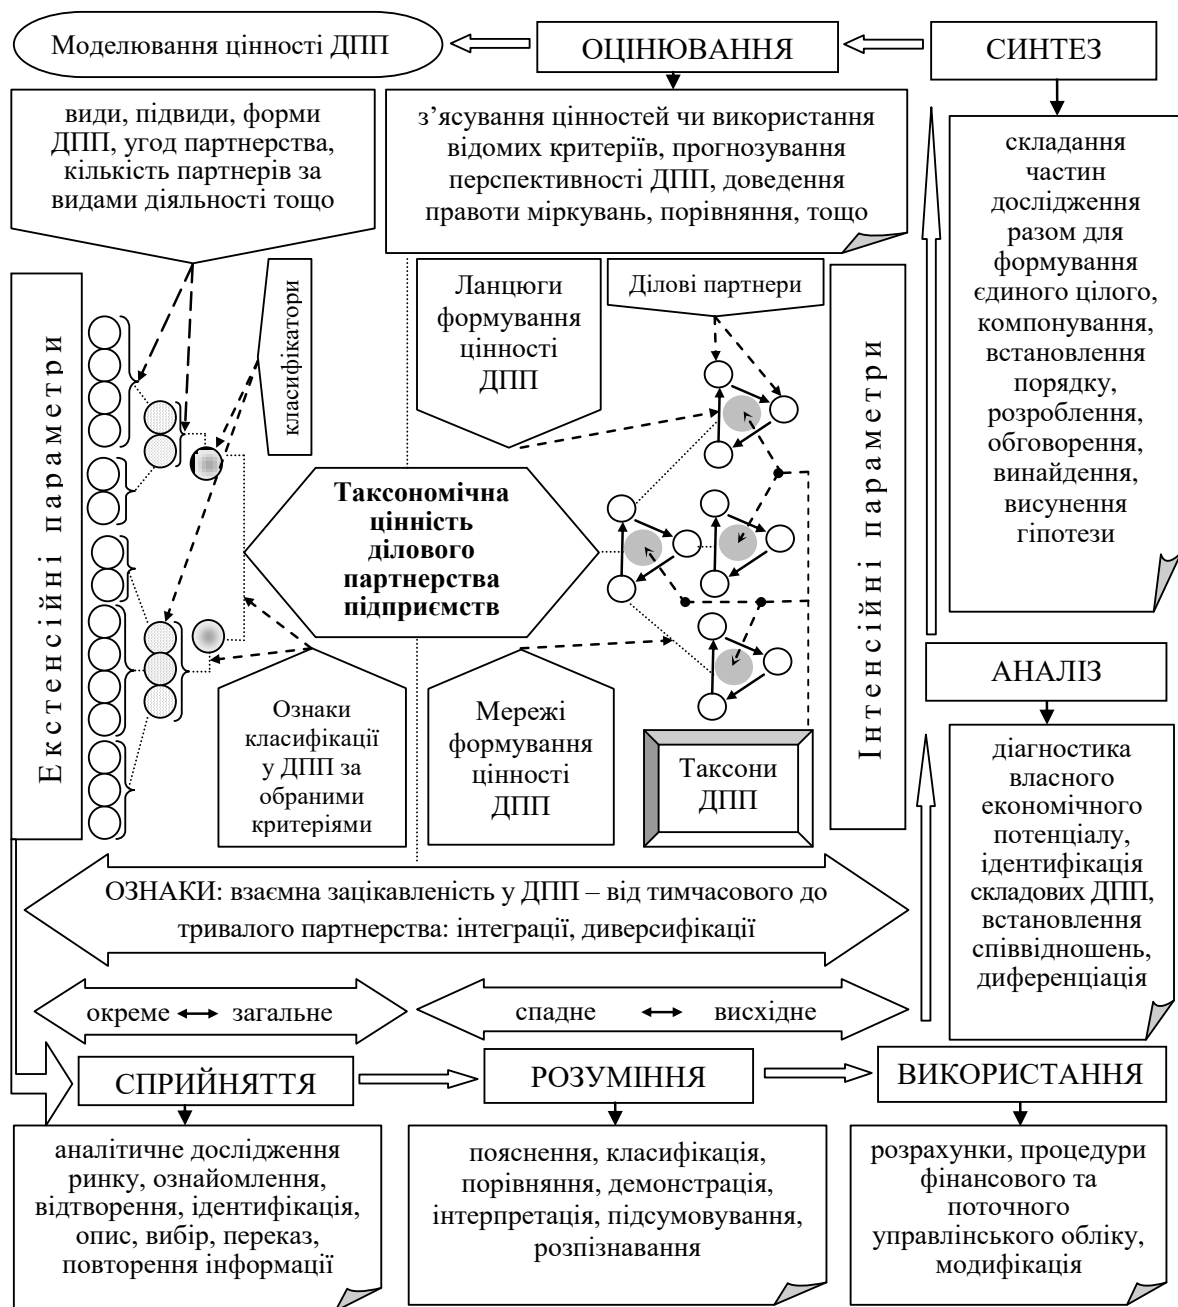 Моделювання цінності ДПП
ОЦІНЮВАННЯ
СИНТЕЗ
види, підвиди, форми
ДПП, угод партнерства,
кількість партнерів за
видами діяльності тощо
з’ясування цінностей чи використання
відомих критеріїв, прогнозування
перспективності ДПП, доведення
правоти міркувань, порівняння, тощо
складання
частин
дослідження
разом для
формування
єдиного цілого,
компонування,
встановлення
порядку,
розроблення,
обговорення,
винайдення,
висунення
гіпотези
Екстенсійні параметри
класифікатори
Ланцюги
формування
цінності
ДПП
Ділові партнери
Інтенсійні параметри
Таксономічна
цінність
ділового
партнерства
підприємств
Ознаки
класифікації
у ДПП за
обраними
критеріями
Мережі
формування
цінності
ДПП
Таксони
ДПП
АНАЛІЗ
діагностика
власного
економічного
потенціалу,
ідентифікація
складових ДПП,
встановлення
співвідношень,
диференціація
ОЗНАКИ: взаємна зацікавленість у ДПП – від тимчасового до
тривалого партнерства: інтеграції, диверсифікації
окреме загальне
спадне висхідне
СПРИЙНЯТТЯ
РОЗУМІННЯ
ВИКОРИСТАННЯ
аналітичне дослідження
ринку, ознайомлення,
відтворення, ідентифікація,
опис, вибір, переказ,
повторення інформації
пояснення, класифікація,
порівняння, демонстрація,
інтерпретація, підсумовування,
розпізнавання
розрахунки, процедури
фінансового та
поточного
управлінського обліку,
модифікація